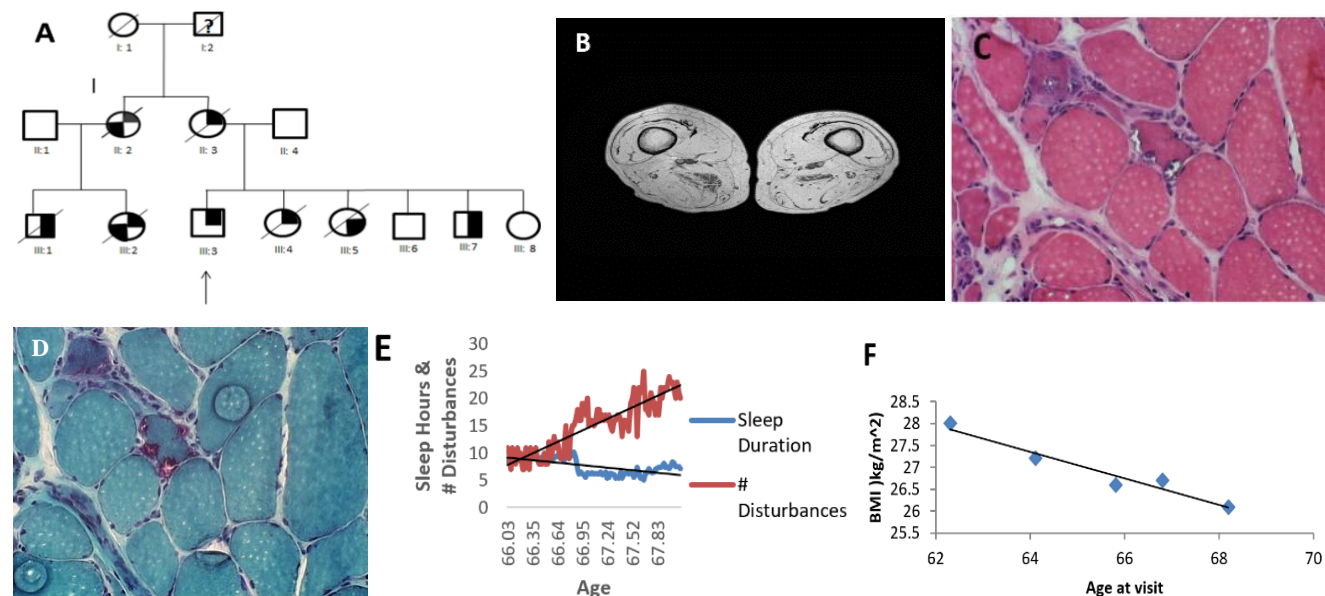 A
?
I: 1
I:2
I
II:1
II: 2
II: 3
II: 4
III:1
III:2
III:3
III:4
III:5
III:6
III:7
III: 8
B
C
D
E
Sleep Hours &
# Disturbances
30
25
20
15
10
5
0
66.03
66.35
66.64
66.95
67.24
67.52
67.83
Age
Sleep
Duration
#
Disturbances
F
BMI )kg/m^2)
28.5
28
27.5
27
26.5
26
25.5
62
64
66
68
70
Age at visit